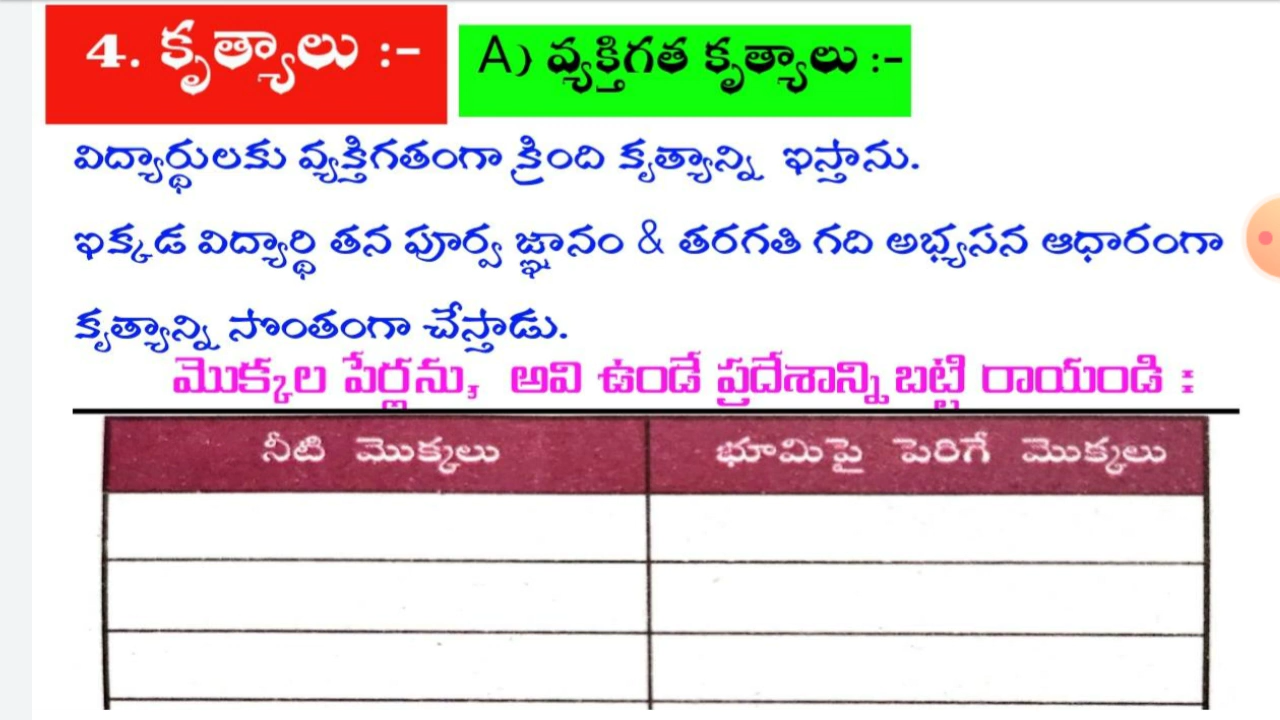 4. కృత్యాలు :- A) వ్యక్తిగత కృత్యాలు :-
విద్యార్థులకు వ్యక్తిగతంగా క్రింది కృత్యాన్ని ఇస్తాను.
ఇక్కడ విద్యార్థి తన పూర్వ జ్ఞానం & తరగతి గది అభ్యసన ఆధారంగా
కృత్యాన్ని సొంతంగా చేస్తాడు.
మొక్కల పేర్లను, అవి ఉండే ప్రదేశాన్ని బట్టి రాయండి :
నీటి మొక్కలు భూమిపై పెరిగే మొక్కలు